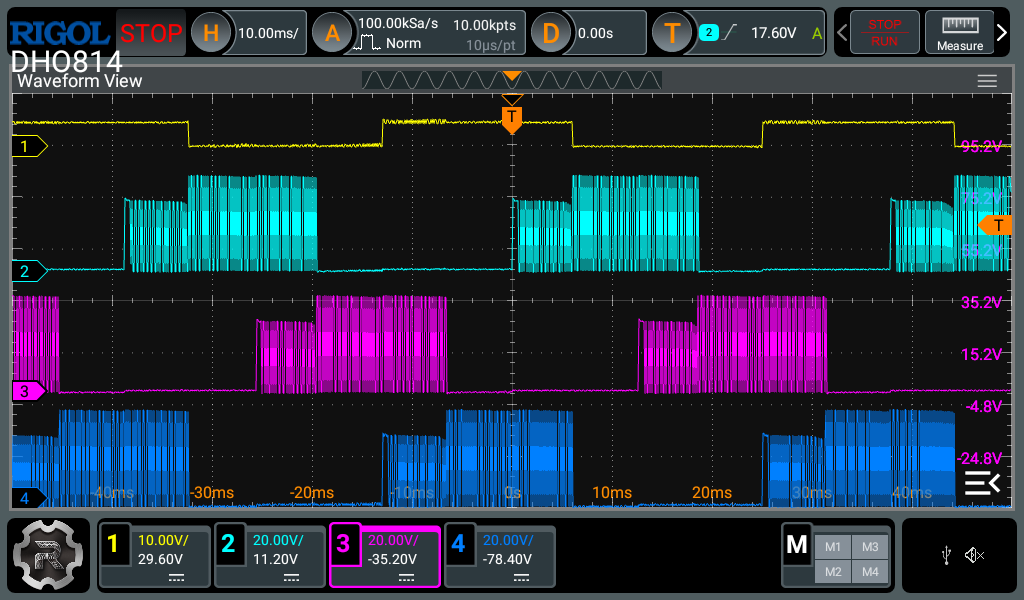 RIGOL STOP H 10.00ms/ A 100.00kSa/s 10.00kpts Norm 10µs/pt D 0.00s T 2 17.60V A STOP RUN Measure
DHO814
Waveform View
T
1
95.2V
75.2V
T
55.2V
2
35.2V
15.2V
3
-4.8V
-24.8V
-40ms -30ms -20ms -10ms 0s 10ms 20ms 30ms 40ms
4
1 10.00V/ 29.60V
2 20.00V/ 11.20V
3 20.00V/ -35.20V
4 20.00V/ -78.40V
M M1 M3
M2 M4